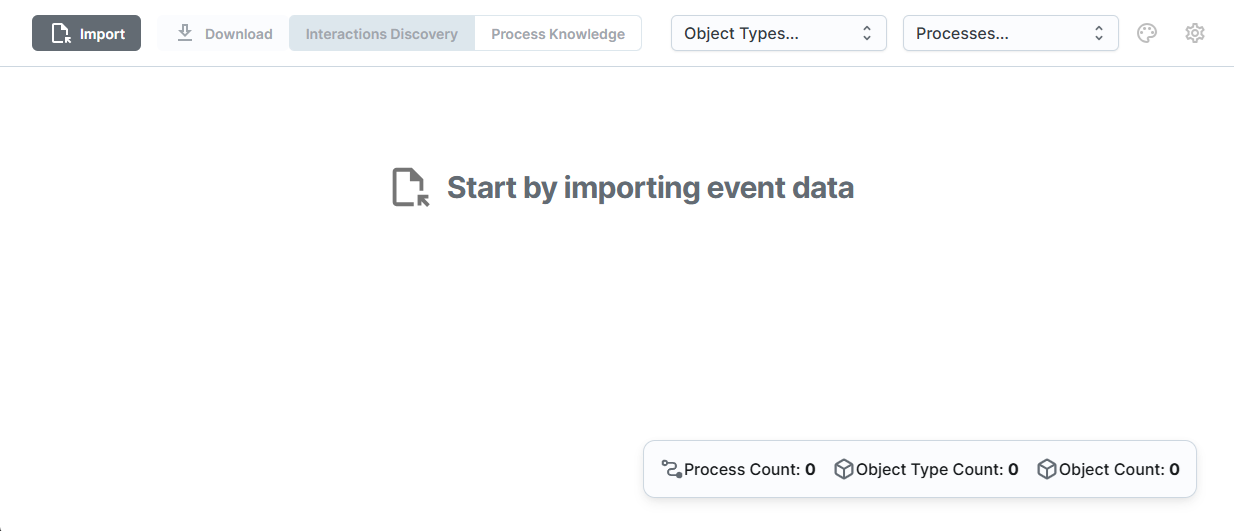 Import
Download
Interactions Discovery
Process Knowledge
Object Types...
Processes...
Start by importing event data
Process Count: 0
Object Type Count: 0
Object Count: 0